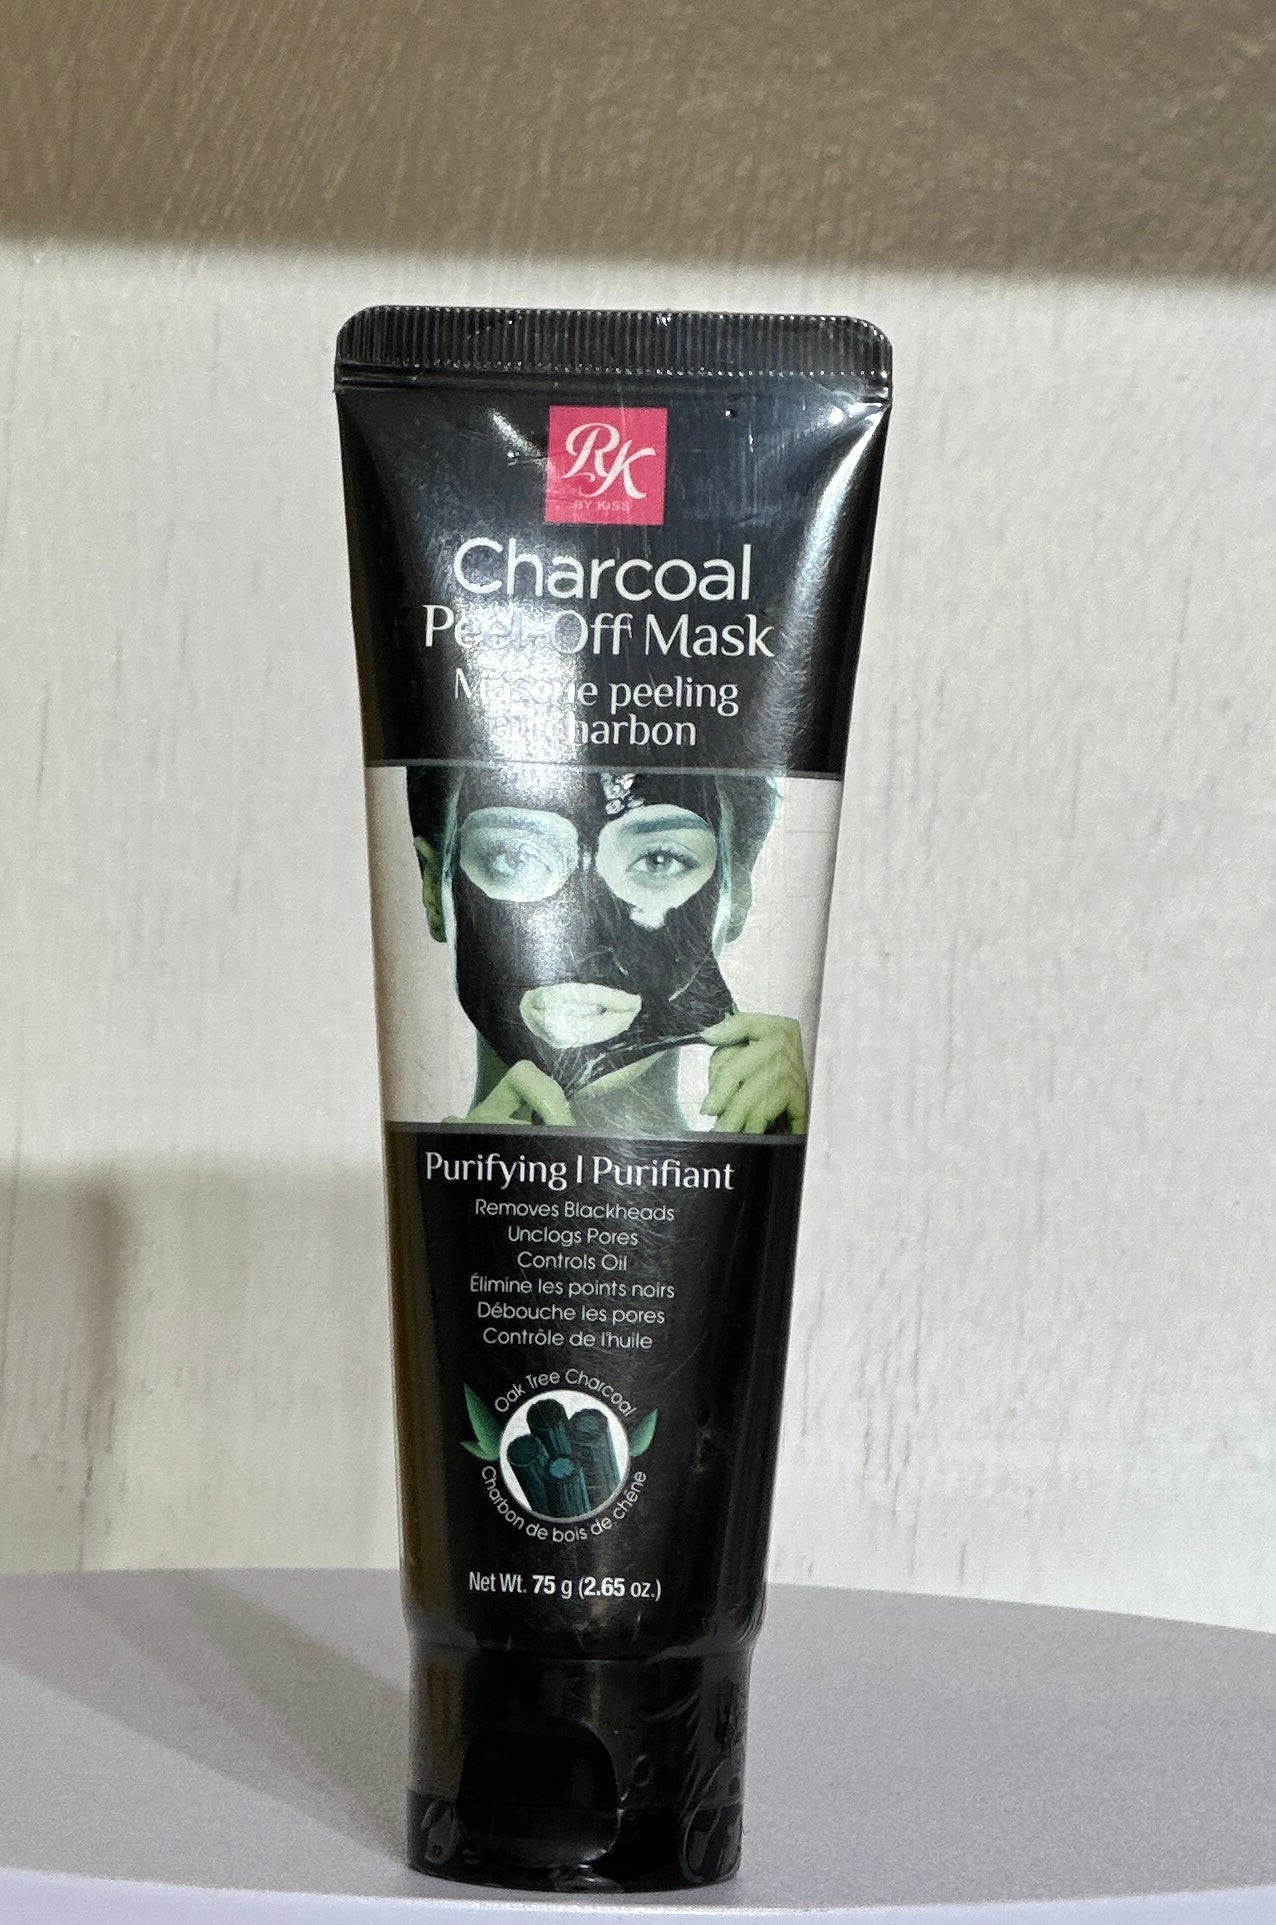 RK
BY KISS
Charcoal
Peel-Off Mask
Masque peeling
au charbon
Purifying | Purifiant
Removes Blackheads
Unclogs Pores
Controls Oil
Élimine les points noirs
Débouche les pores
Contrôle de l'huile
Oak Tree Charcoal
Charbon de bois de chêne
Net Wt. 75 g (2.65 oz.)